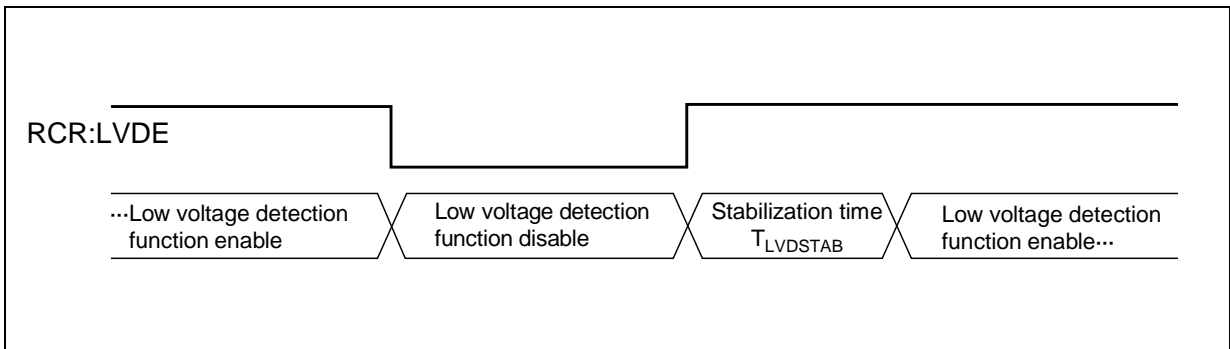 RCR:LVDE
···Low voltage detection
function enable
Low voltage detection
function disable
Stabilization time
TLVDSTAB
Low voltage detection
function enable···